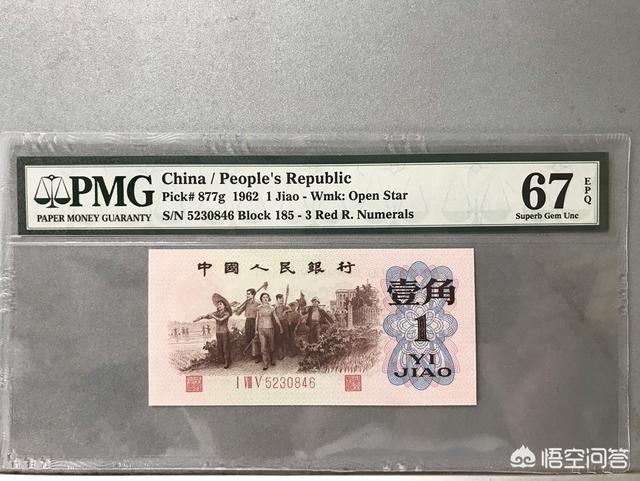 PMG
PAPER MONEY GUARANTY
China / People's Republic
Pick# 877g 1962 1 Jiao - Wmk: Open Star
S/N 5230846 Block 185 - 3 Red R. Numerals
67 EPQ
Superb Gem Unc
中國人民銀行
壹角
1
YI
JIAO
I VIII V 5230846
悟空问答